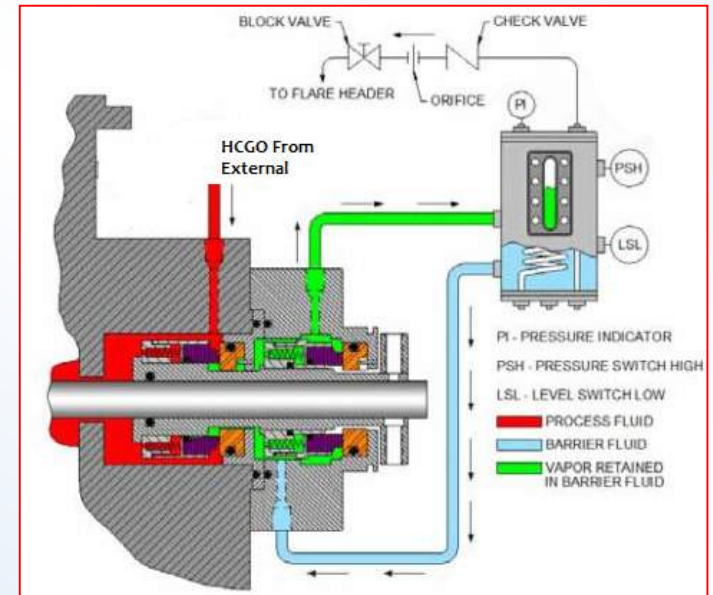 BLOCK VALVE
CHECK VALVE
TO FLARE HEADER
ORIFICE
PI
HCGO From
External
PSH
LSL
PI - PRESSURE INDICATOR
PSH - PRESSURE SWITCH HIGH
LSL - LEVEL SWITCH LOW
PROCESS FLUID
BARRIER FLUID
VAPOR RETAINED
IN BARRIER FLUID